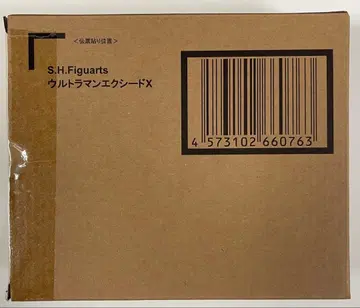 ＜伝票貼り位置＞
S.H.Figuarts
ウルトラマンエクシードX
4 573102 660763